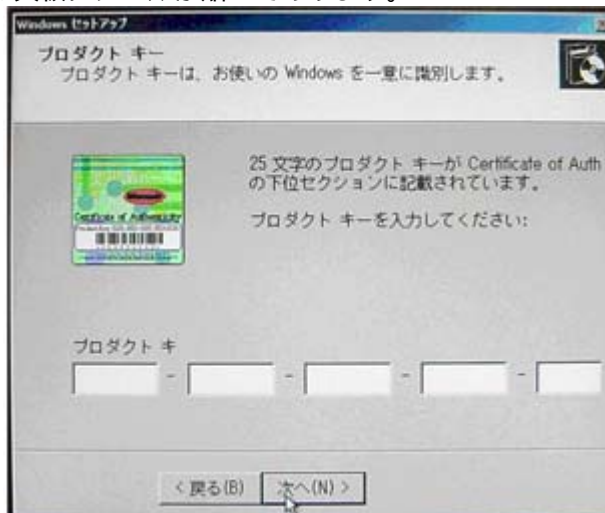 Windows セットアップ
プロダクト キー
プロダクト キーは、お使いの Windows を一意に識別します。
25 文字のプロダクト キーが Certificate of Auth
の下位セクションに記載されています。
プロダクト キーを入力してください:
Certificate of Authenticity
プロダクト キ
- - - -
< 戻る(B)
次へ(N) >